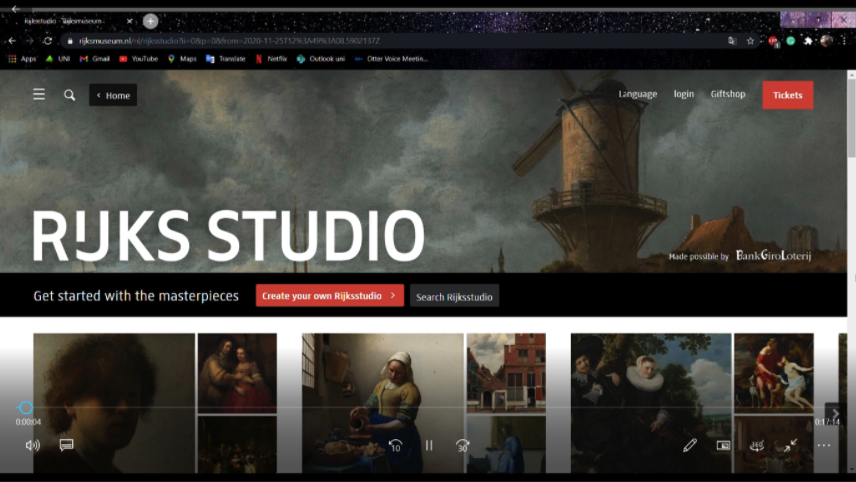 Rijksstudio - Rijksmuseum
rijksmuseum.nl/nl/rijksstudio?ii=0&p=0&from=2020-11-25T12%3A49%3A08.5902137Z
Apps UNI Gmail YouTube Maps Translate Netflix Outlook uni Otter Voice Meetin...
Home Language login Giftshop Tickets
RIJKS STUDIO
Made possible by BankGiroLoterij
Get started with the masterpieces Create your own Rijksstudio Search Rijksstudio
0:00:04 0:17:14
10 30